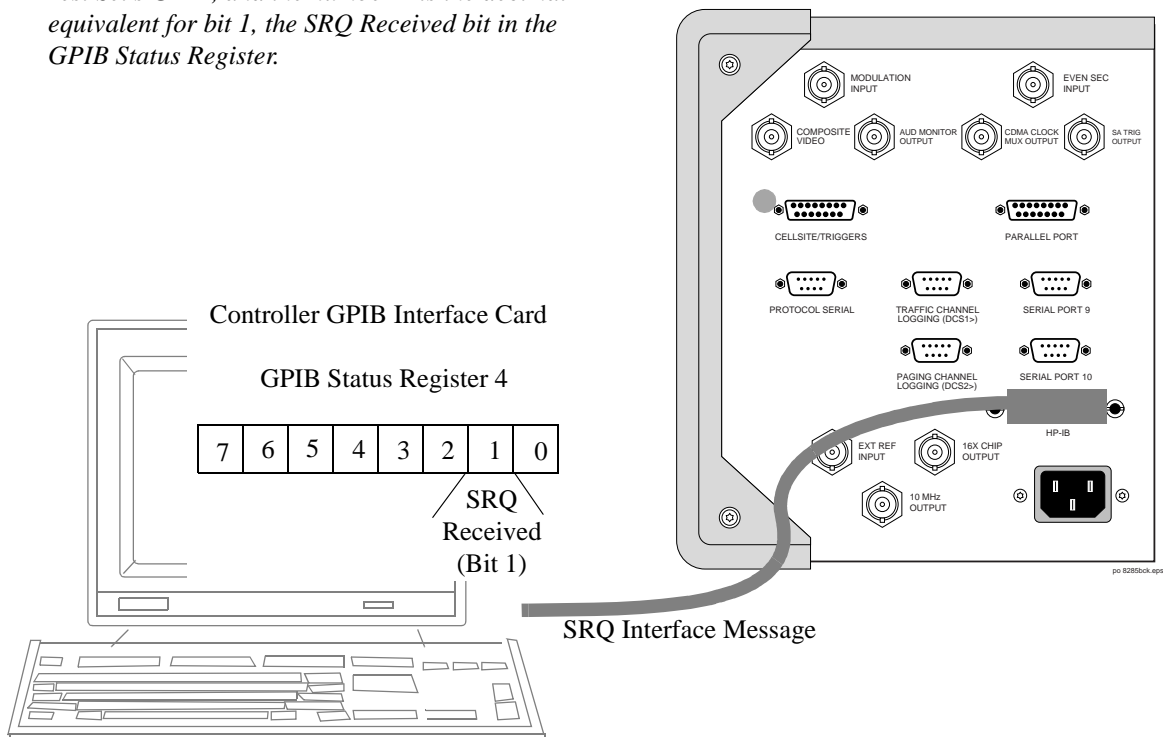 equivalent for bit 1, the SRQ Received bit in the
GPIB Status Register.
MODULATION
INPUT
EVEN SEC
INPUT
COMPOSITE
VIDEO
AUD MONITOR
OUTPUT
CDMA CLOCK
MUX OUTPUT
SA TRIG
OUTPUT
CELLSITE/TRIGGERS
PARALLEL PORT
PROTOCOL SERIAL
TRAFFIC CHANNEL
LOGGING (DCS1>)
SERIAL PORT 9
PAGING CHANNEL
LOGGING (DCS2>)
SERIAL PORT 10
HP-IB
EXT REF
INPUT
16X CHIP
OUTPUT
10 MHz
OUTPUT
po 8285bck.eps
Controller GPIB Interface Card
GPIB Status Register 4
7 6 5 4 3 2 1 0
SRQ
Received
(Bit 1)
SRQ Interface Message